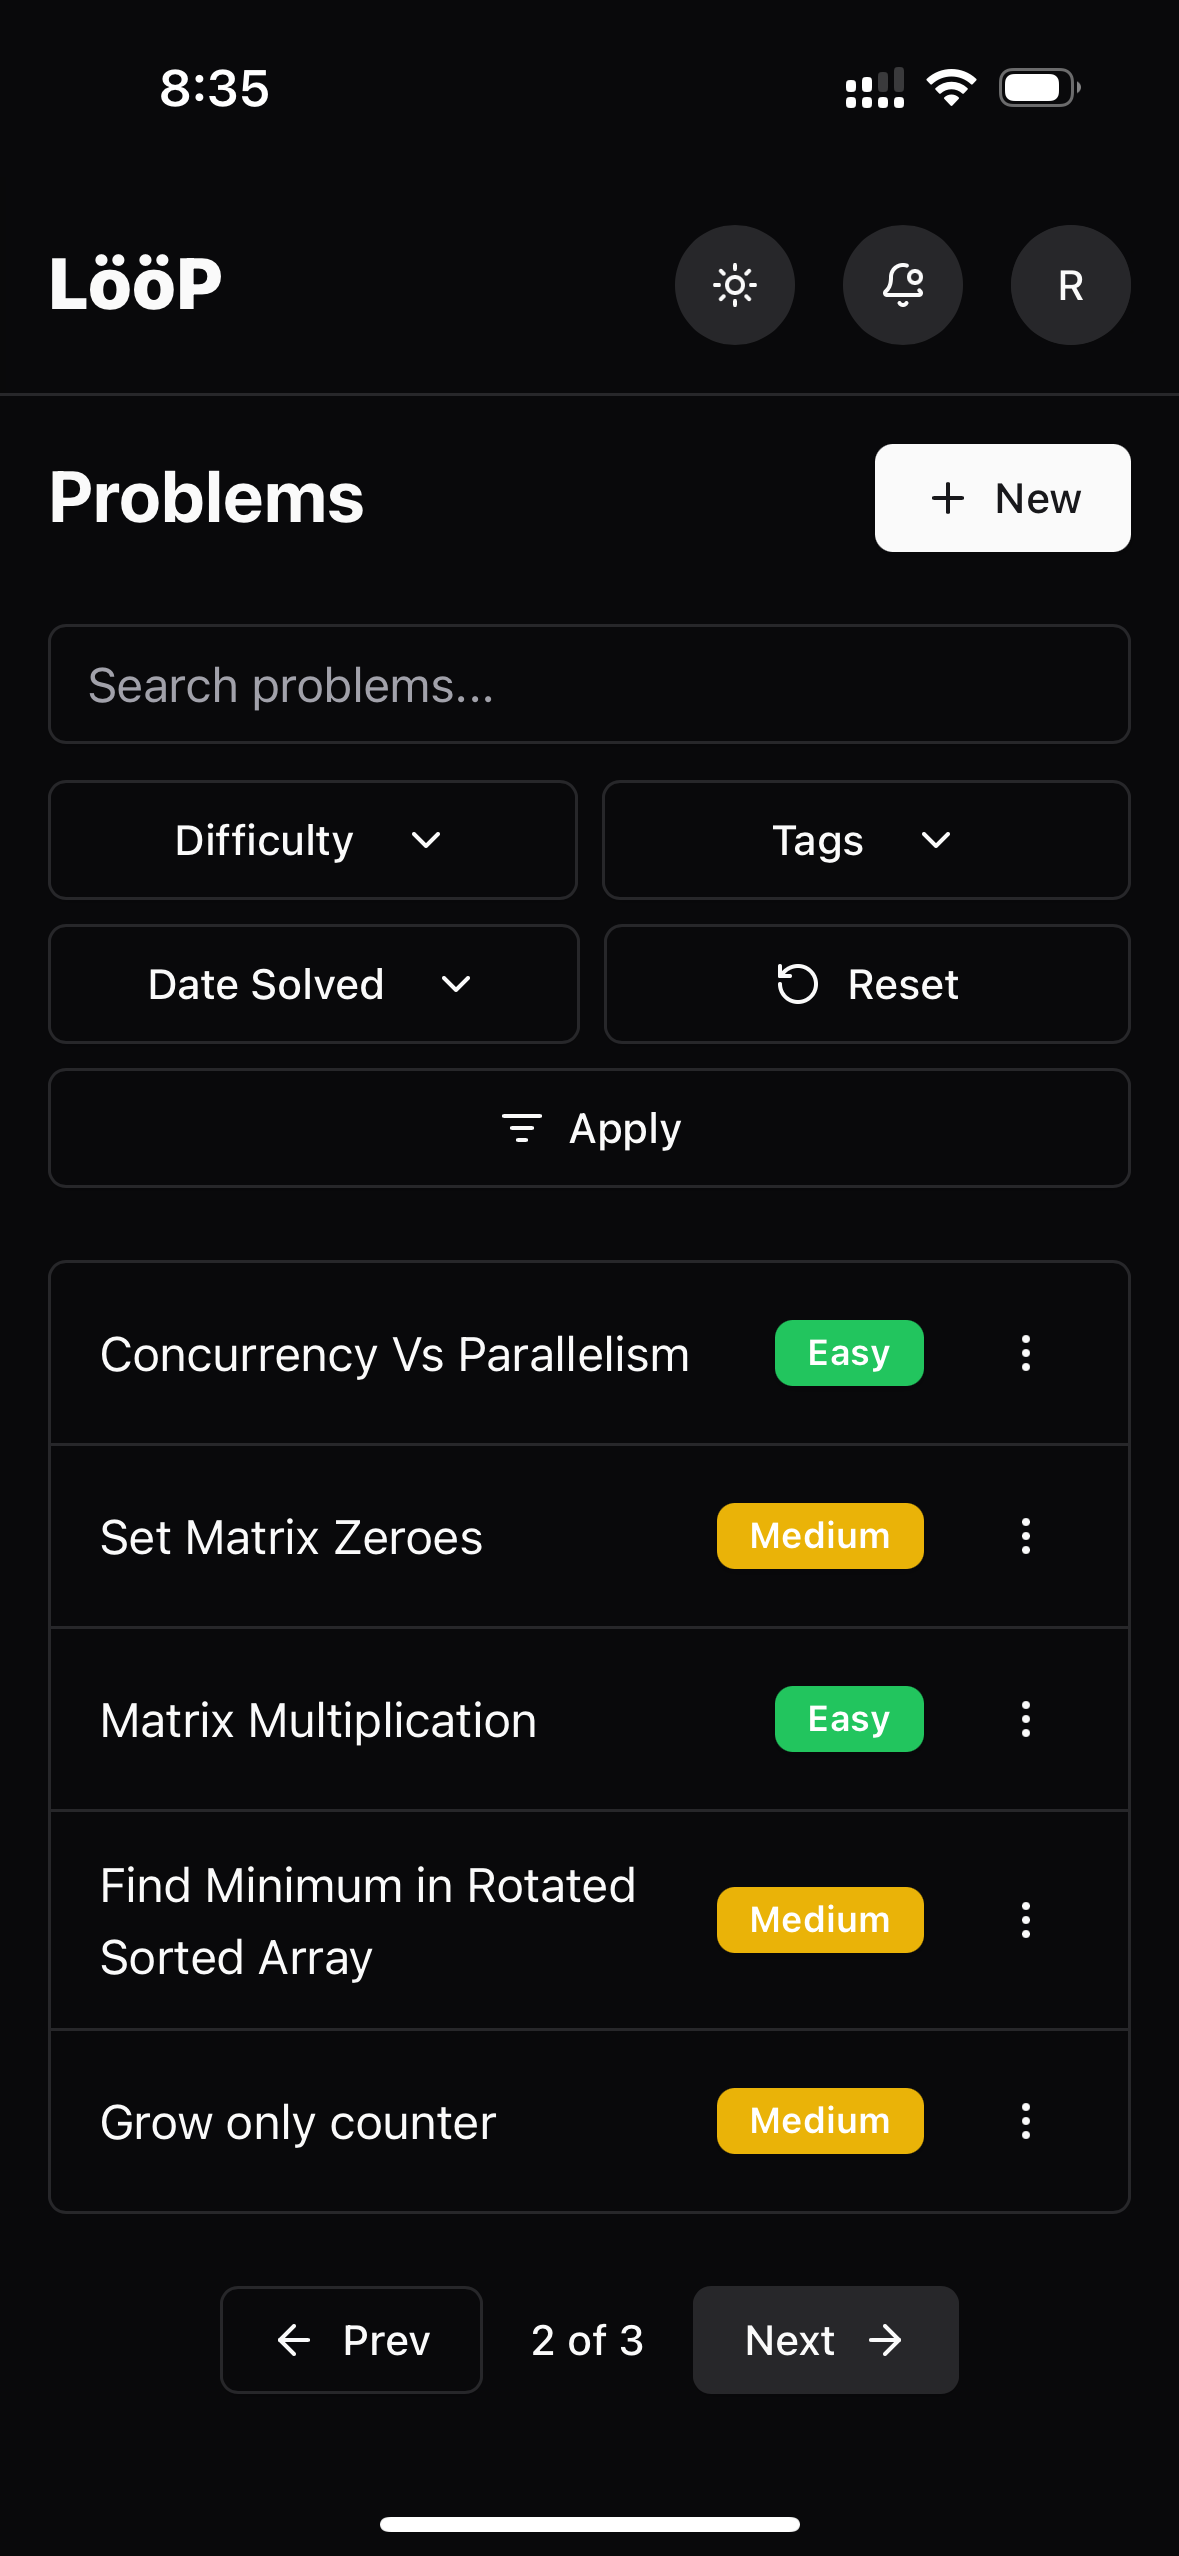 8:35
LööP
R
Problems
New
Search problems...
Difficulty
Tags
Date Solved
Reset
Apply
Concurrency Vs Parallelism
Easy
Set Matrix Zeroes
Medium
Matrix Multiplication
Easy
Find Minimum in Rotated
Sorted Array
Medium
Grow only counter
Medium
Prev
2 of 3
Next